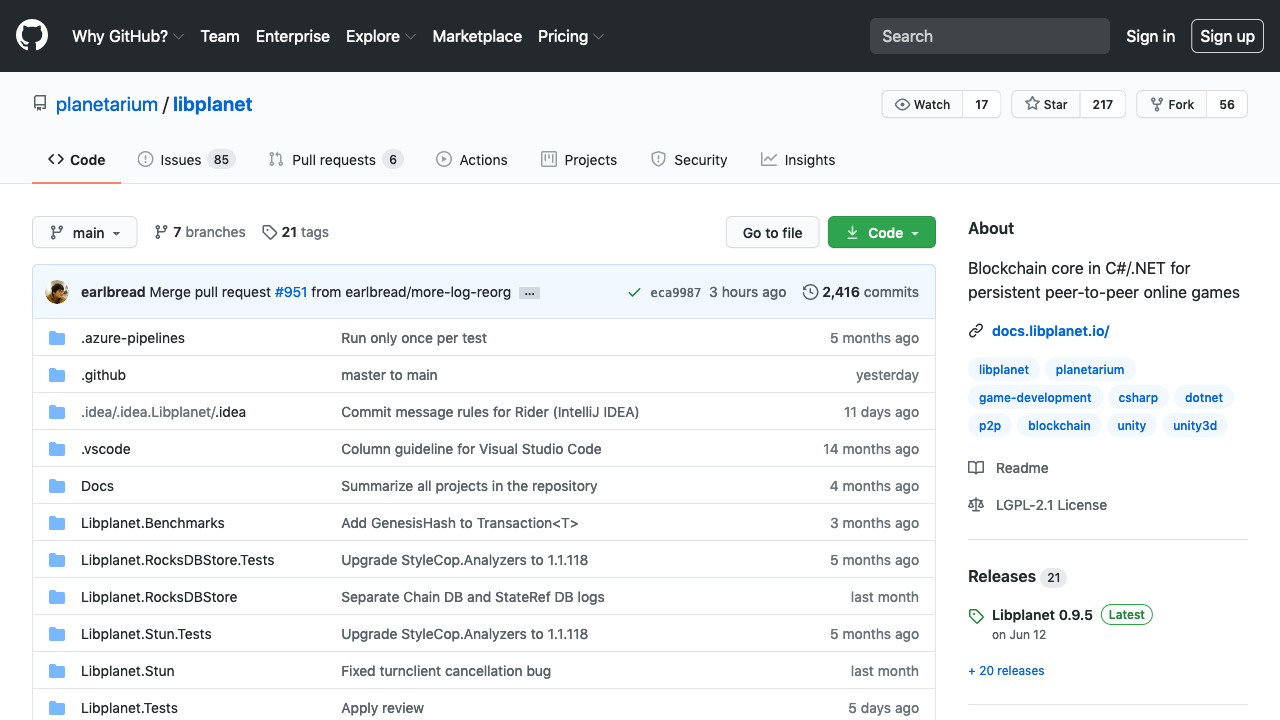 Why GitHub? Team Enterprise Explore Marketplace Pricing Search Sign in Sign up
planetarium / libplanet Watch 17 Star 217 Fork 56
Code Issues 85 Pull requests 6 Actions Projects Security Insights
main 7 branches 21 tags Go to file Code
earlbread Merge pull request #951 from earlbread/more-log-reorg … eca9987 3 hours ago 2,416 commits
.azure-pipelines Run only once per test 5 months ago
.github master to main yesterday
.idea/.idea.Libplanet/.idea Commit message rules for Rider (IntelliJ IDEA) 11 days ago
.vscode Column guideline for Visual Studio Code 14 months ago
Docs Summarize all projects in the repository 4 months ago
Libplanet.Benchmarks Add GenesisHash to Transaction<T> 3 months ago
Libplanet.RocksDBStore.Tests Upgrade StyleCop.Analyzers to 1.1.118 5 months ago
Libplanet.RocksDBStore Separate Chain DB and StateRef DB logs last month
Libplanet.Stun.Tests Upgrade StyleCop.Analyzers to 1.1.118 5 months ago
Libplanet.Stun Fixed turnclient cancellation bug last month
Libplanet.Tests Apply review 5 days ago
About
Blockchain core in C#/.NET for
persistent peer-to-peer online games
docs.libplanet.io/
libplanet planetarium
game-development csharp dotnet
p2p blockchain unity unity3d
Readme
LGPL-2.1 License
Releases 21
Libplanet 0.9.5 Latest
on Jun 12
+ 20 releases